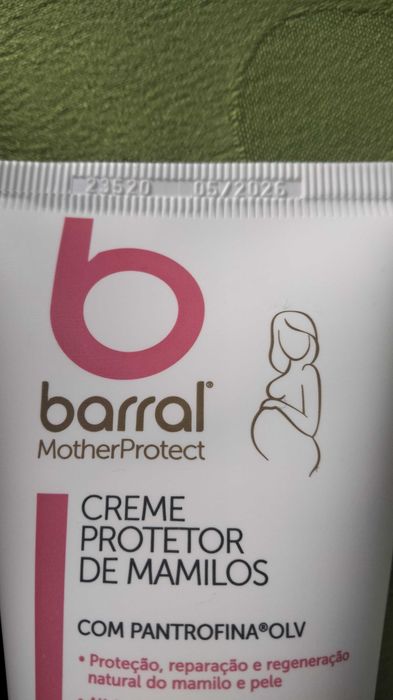 23520 05/2026
b
barral®
MotherProtect
CREME
PROTETOR
DE MAMILOS
COM PANTROFINA®OLV
• Proteção, reparação e regeneração
natural do mamilo e pele